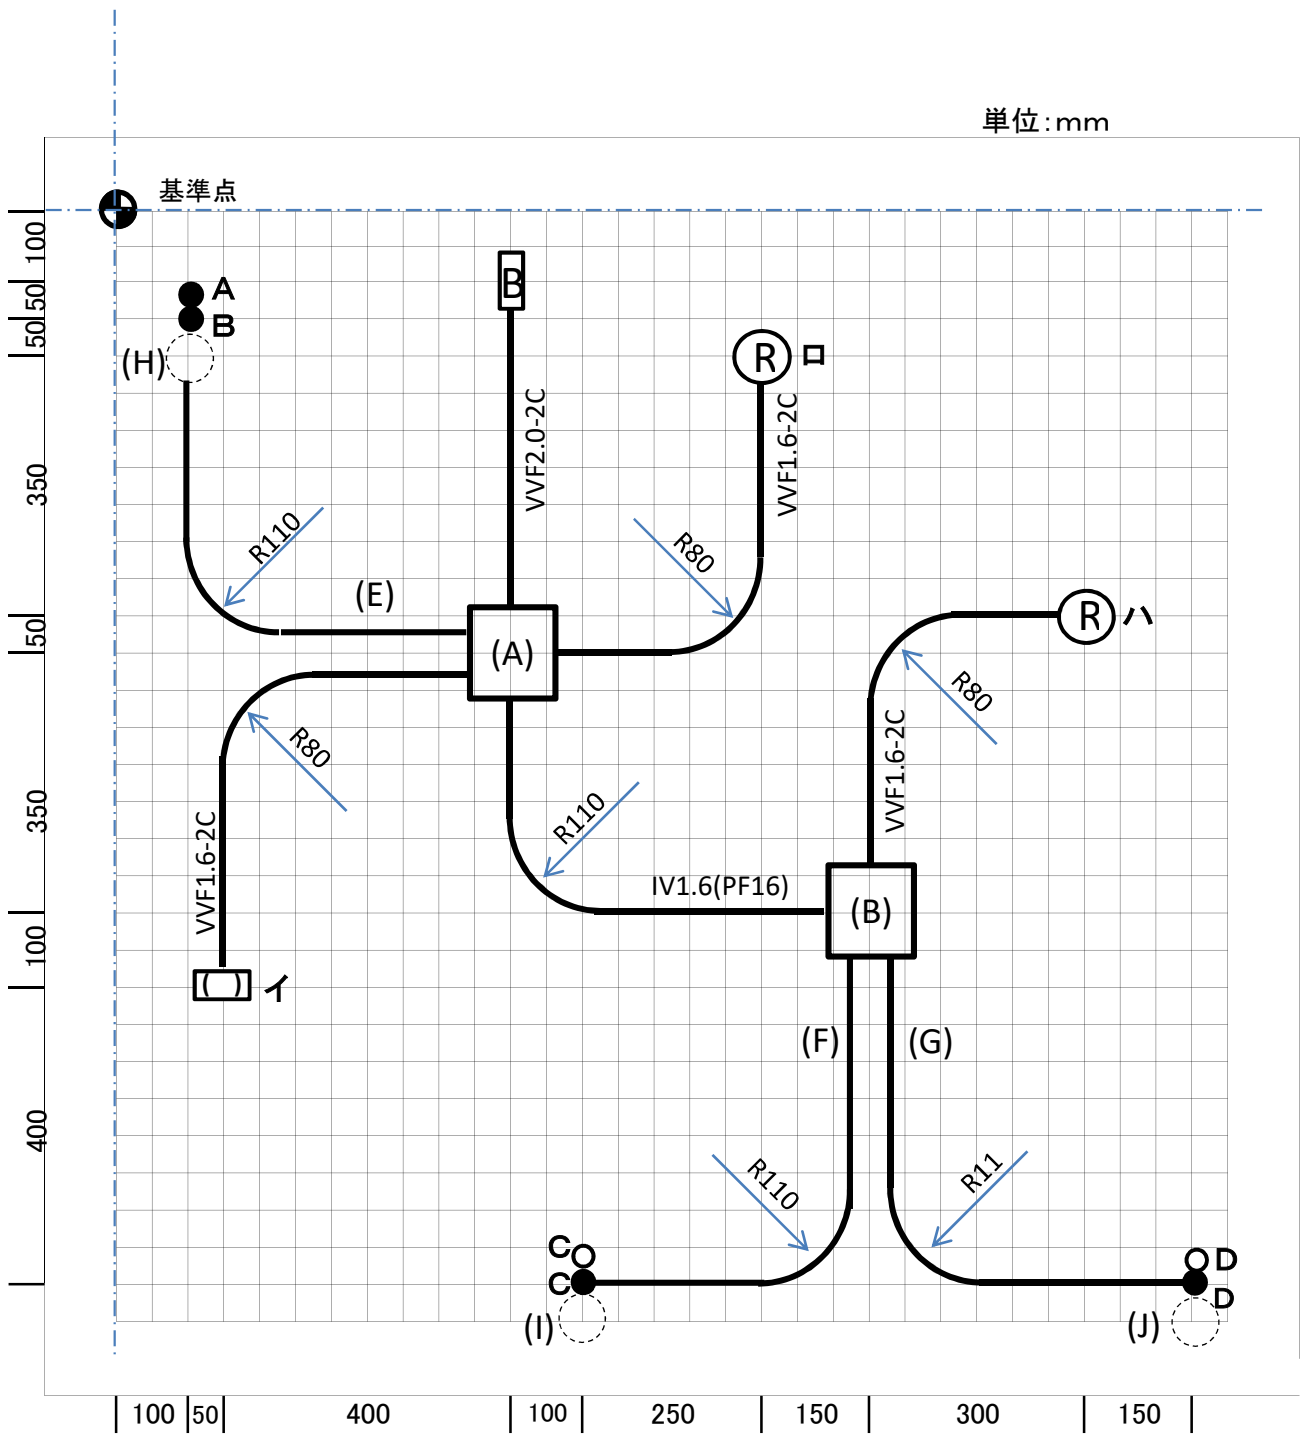 単位：mm
基準点
100
50
50
350
50
350
100
400
A
B
(H)
B
R
ロ
VVF2.0-2C
VVF1.6-2C
R110
R80
(E)
(A)
R
ハ
R80
R80
VVF1.6-2C
R110
VVF1.6-2C
IV1.6(PF16)
(B)
( )
イ
(F)
(G)
R110
R11
C
C
(I)
D
D
(J)
100
50
400
100
250
150
300
150